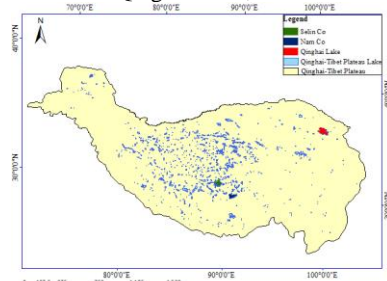 70°0'0"E 80°0'0"E 90°0'0"E 100°0'0"E
N
Legend
Selin Co
Nam Co
Qinghai Lake
Qinghai-Tibet Plateau Lake
Qinghai-Tibet Plateau
40°0'0"N
30°0'0"N
80°0'0"E 90°0'0"E 100°0'0"E